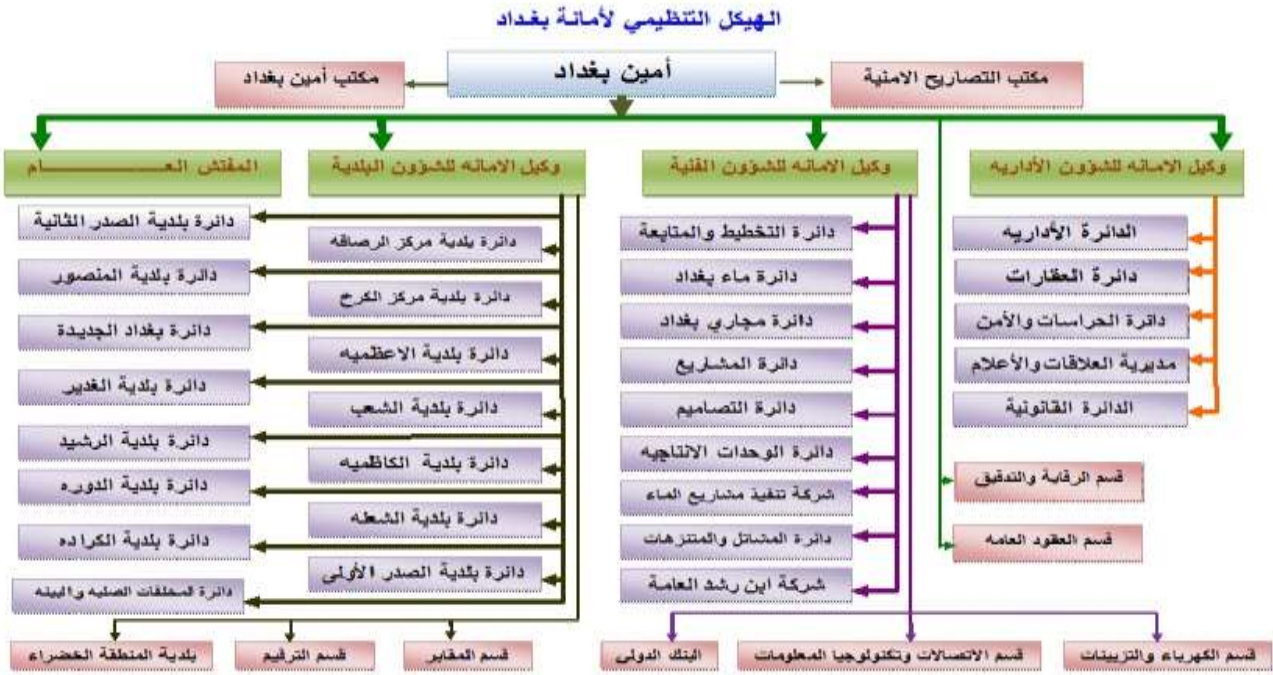 الهيكل التنظيمي لأمانة بغداد
أمين بغداد
مكتب التصاريح الامنية
مكتب أمين بغداد
وكيل الامانه للشؤون الأداريه
وكيل الامانه للشؤون الفنية
وكيل الامانه للشؤون البلدية
المفتش العـــــــــام
الدائرة الأداريه
دائرة العقارات
دائرة الحراسات والأمن
مديرية العلاقات والأعلام
الدائرة القانونية
قسم الرقابة والتدقيق
قسم العقود العامه
دائرة التخطيط والمتابعة
دائرة ماء بغداد
دائرة مجاري بغداد
دائرة المشاريع
دائرة التصاميم
دائرة الوحدات الانتاجيه
شركة تنفيذ مشاريع الماء
دائرة المشاتل والمتنزهات
شركة ابن رشد العامة
دائرة بلدية مركز الرصافه
دائرة بلدية مركز الكرخ
دائرة بلدية الاعظميه
دائرة بلدية الشعب
دائرة بلدية الكاظميه
دائرة بلدية الشعله
دائرة بلدية الصدر الأولى
دائرة بلدية الصدر الثانية
دائرة بلدية المنصور
دائرة بغداد الجديدة
دائرة بلدية الغدير
دائرة بلدية الرشيد
دائرة بلدية الدوره
دائرة بلدية الكراده
دائرة المخلفات الصلبه والبيئه
قسم الكهرباء والتزيينات
قسم الاتصالات وتكنولوجيا المعلومات
البنك الدولي
قسم المقابر
قسم الترقيم
بلدية المنطقة الخضراء